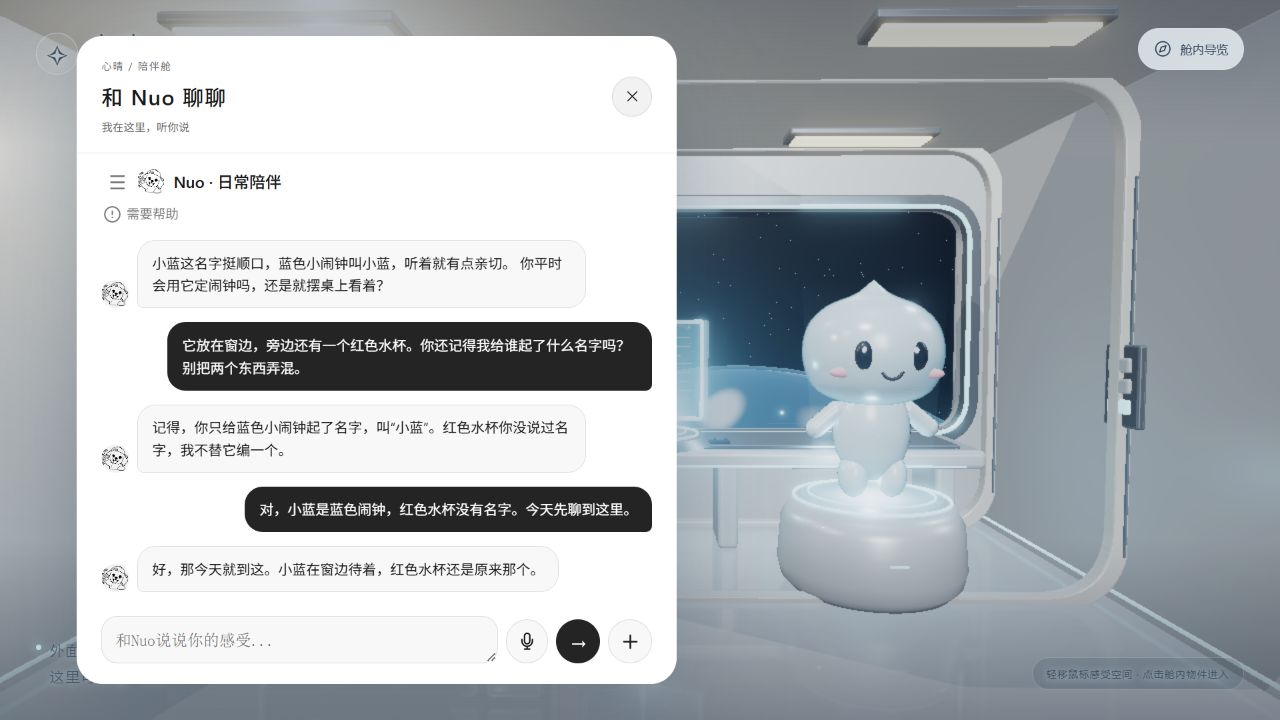 心晴 / 陪伴舱
和 Nuo 聊聊
我在这里，听你说
舱内导览
Nuo · 日常陪伴
需要帮助
小蓝这名字挺顺口，蓝色小闹钟叫小蓝，听着就有点亲切。 你平时
会用它定闹钟吗，还是就摆桌上看着？
它放在窗边，旁边还有一个红色水杯。你还记得我给谁起了什么名字吗？
别把两个东西弄混。
记得，你只给蓝色小闹钟起了名字，叫“小蓝”。红色水杯你没说过名
字，我不替它编一个。
对，小蓝是蓝色闹钟，红色水杯没有名字。今天先聊到这里。
好，那今天就到这。小蓝在窗边待着，红色水杯还是原来那个。
和Nuo说说你的感受...
外面
这里
轻移鼠标感受空间 · 点击舱内物件进入